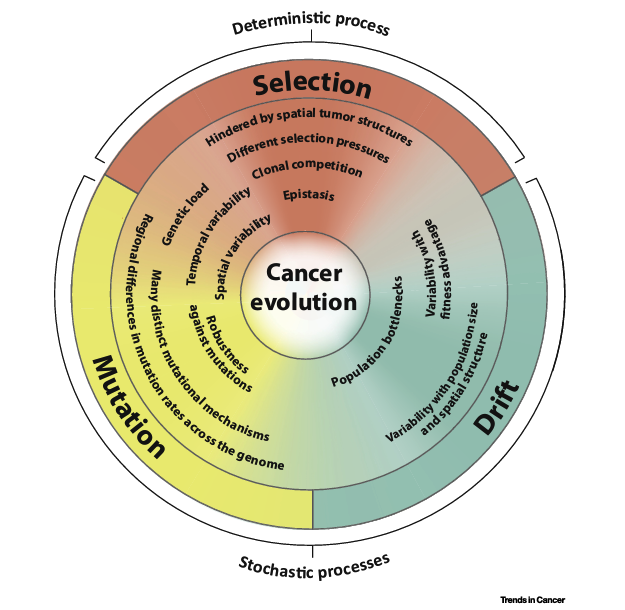 Deterministic process
Selection
Hindered by spatial tumor structures
Different selection pressures
Clonal competition
Epistasis
Genetic load
Temporal variability
Spatial variability
Cancer
evolution
Variability with
fitness advantage
Population bottlenecks
Variability with population size
and spatial structure
Drift
Robustness
against mutations
Many distinct mutational mechanisms
Regional differences in mutation rates across the genome
Mutation
Stochastic processes
Trends in Cancer